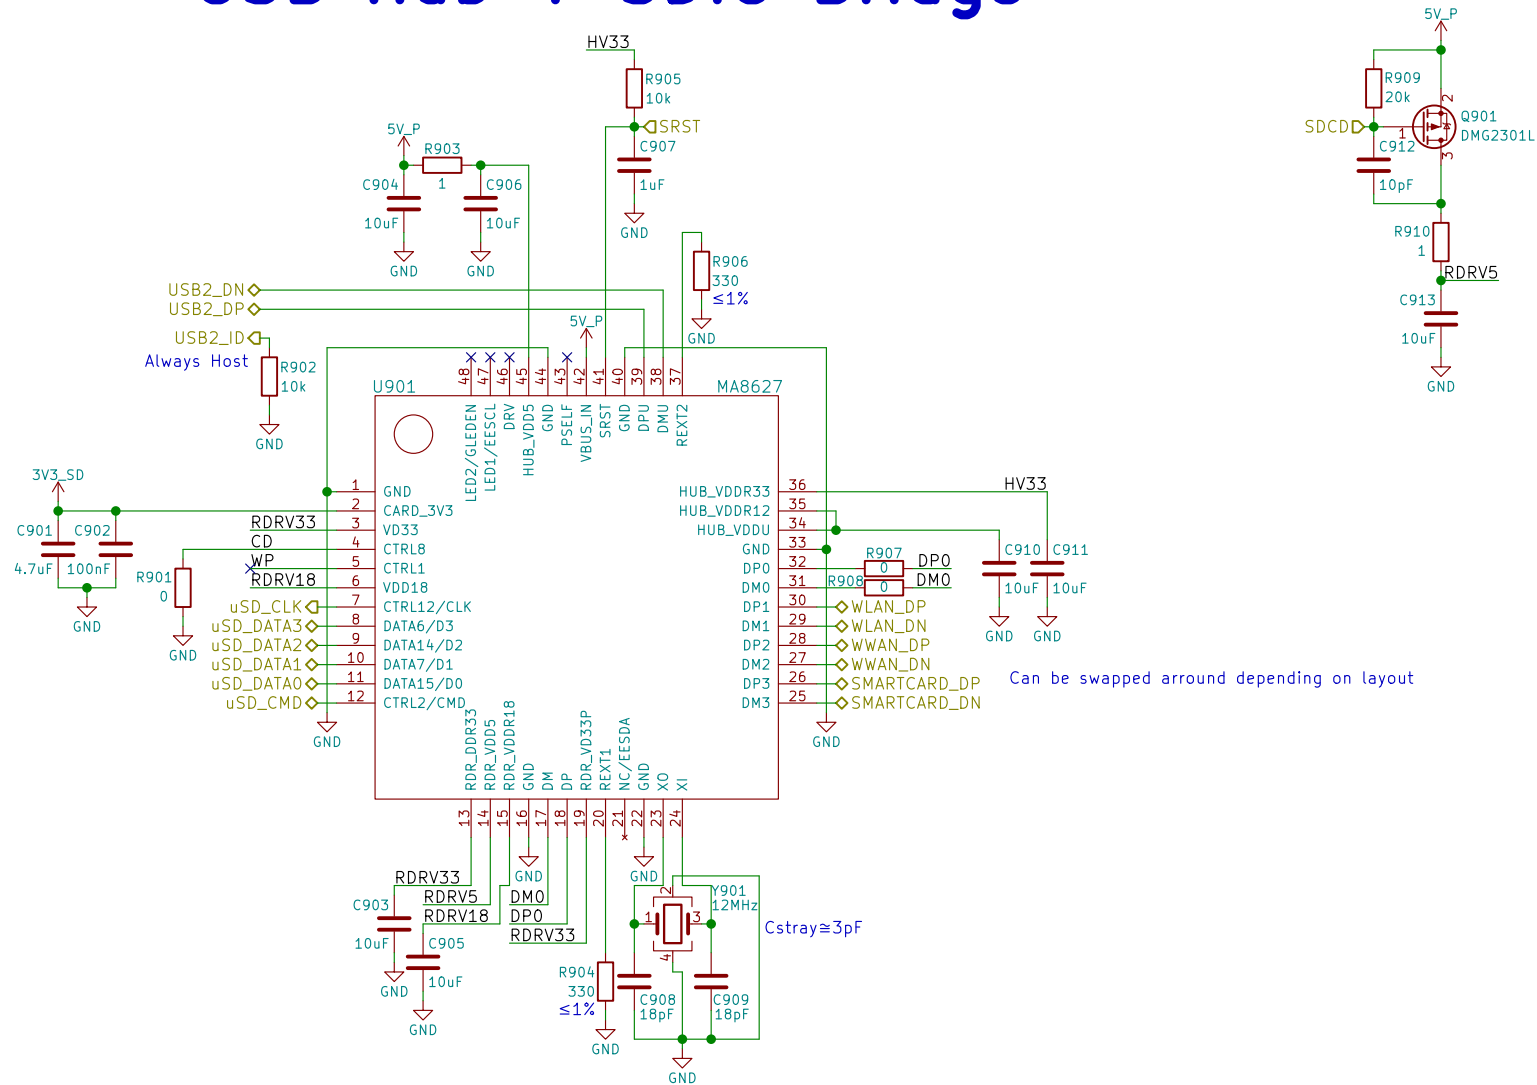 USB Hub + SDIO Bridge
5V_P
HV33
R905
10k
SRST
C907
1uF
GND
5V_P
R903
1
C904
10uF
C906
10uF
GND
GND
R909
20k
SDCD
C912
10pF
Q901
DMG2301L
1
2
3
R910
1
RDRV5
C913
10uF
GND
R906
330
≤1%
GND
USB2_DN
USB2_DP
USB2_ID
Always Host
R902
10k
GND
5V_P
U901
MA8627
48
47
46
45
44
43
42
41
40
39
38
37
LED2/GLEDEN
LED1/EESCL
DRV
HUB_VDD5
GND
PSELF
VBUS_IN
SRST
GND
DPU
DMU
REXT2
3V3_SD
C901
4.7uF
C902
100nF
GND
R901
0
GND
RDRV33
CD
WP
RDRV18
uSD_CLK
uSD_DATA3
uSD_DATA2
uSD_DATA1
uSD_DATA0
uSD_CMD
GND
1 GND
2 CARD_3V3
3 VD33
4 CTRL8
5 CTRL1
6 VDD18
7 CTRL12/CLK
8 DATA6/D3
9 DATA14/D2
10 DATA7/D1
11 DATA15/D0
12 CTRL2/CMD
HUB_VDDR33 36
HUB_VDDR12 35
HUB_VDDU 34
GND 33
DP0 32
DM0 31
DP1 30
DM1 29
DP2 28
DM2 27
DP3 26
DM3 25
HV33
R907
0
DP0
R908
0
DM0
WLAN_DP
WLAN_DN
WWAN_DP
WWAN_DN
SMARTCARD_DP
SMARTCARD_DN
GND
C910
10uF
GND
C911
10uF
GND
Can be swapped arround depending on layout
RDR_DDR33
RDR_VDD5
RDR_VDDR18
GND
DM
DP
RDR_VD33P
REXT1
NC/EESDA
GND
XO
XI
13
14
15
16
17
18
19
20
21
22
23
24
GND
GND
RDRV33
RDRV5
RDRV18
DM0
DP0
RDRV33
C903
10uF
GND
C905
10uF
GND
R904
330
≤1%
GND
Y901
12MHz
1
2
3
4
Cstray≅3pF
C908
18pF
C909
18pF
GND